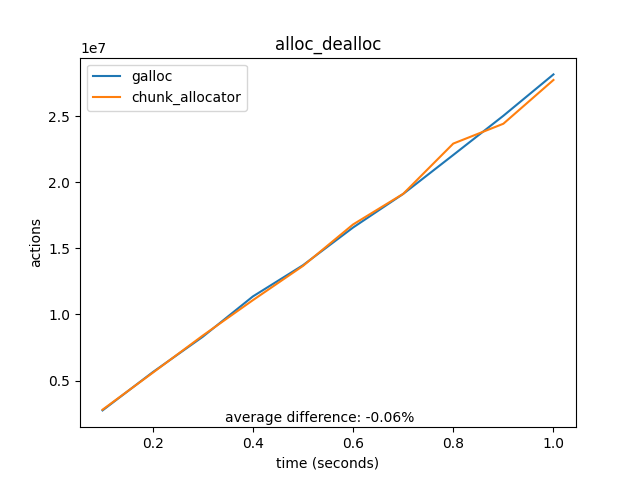 alloc_dealloc
1e7
galloc
chunk_allocator
2.5
2.0
1.5
1.0
0.5
actions
average difference: -0.06%
0.2 0.4 0.6 0.8 1.0
time (seconds)